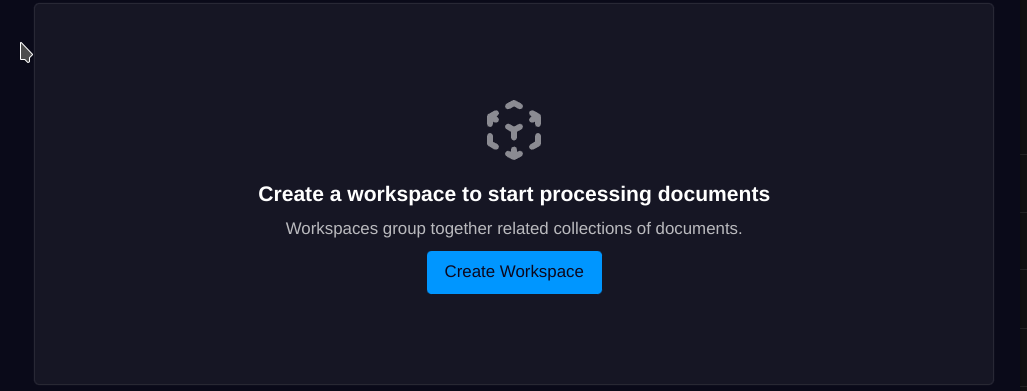 Create a workspace to start processing documents
Workspaces group together related collections of documents.
Create Workspace